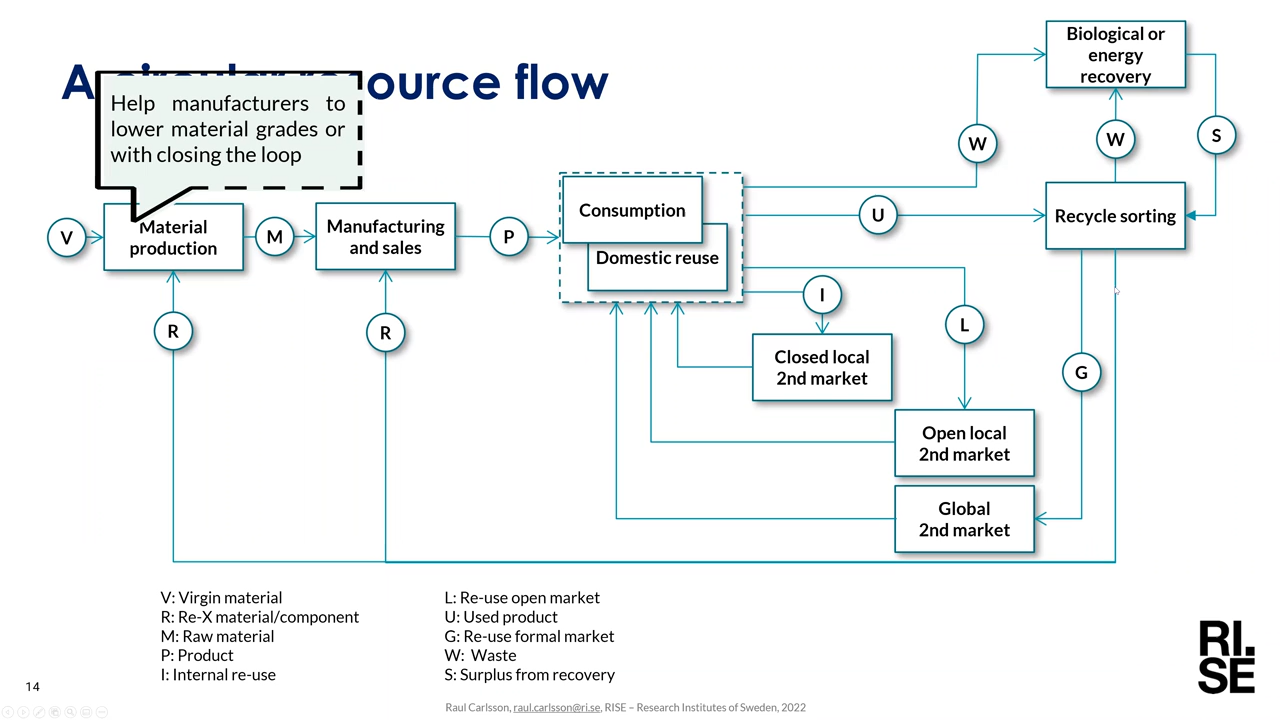 A ource flow
Help manufacturers to
lower material grades or
with closing the loop
Biological or
energy
recovery
W
W
S
V
Material
production
M
Manufacturing
and sales
P
Consumption
Domestic reuse
U
Recycle sorting
I
L
R
R
Closed local
2nd market
G
Open local
2nd market
Global
2nd market
V: Virgin material
R: Re-X material/component
M: Raw material
P: Product
I: Internal re-use
L: Re-use open market
U: Used product
G: Re-use formal market
W: Waste
S: Surplus from recovery
RI.
SE
14
Raul Carlsson, raul.carlsson@ri.se, RISE – Research Institutes of Sweden, 2022